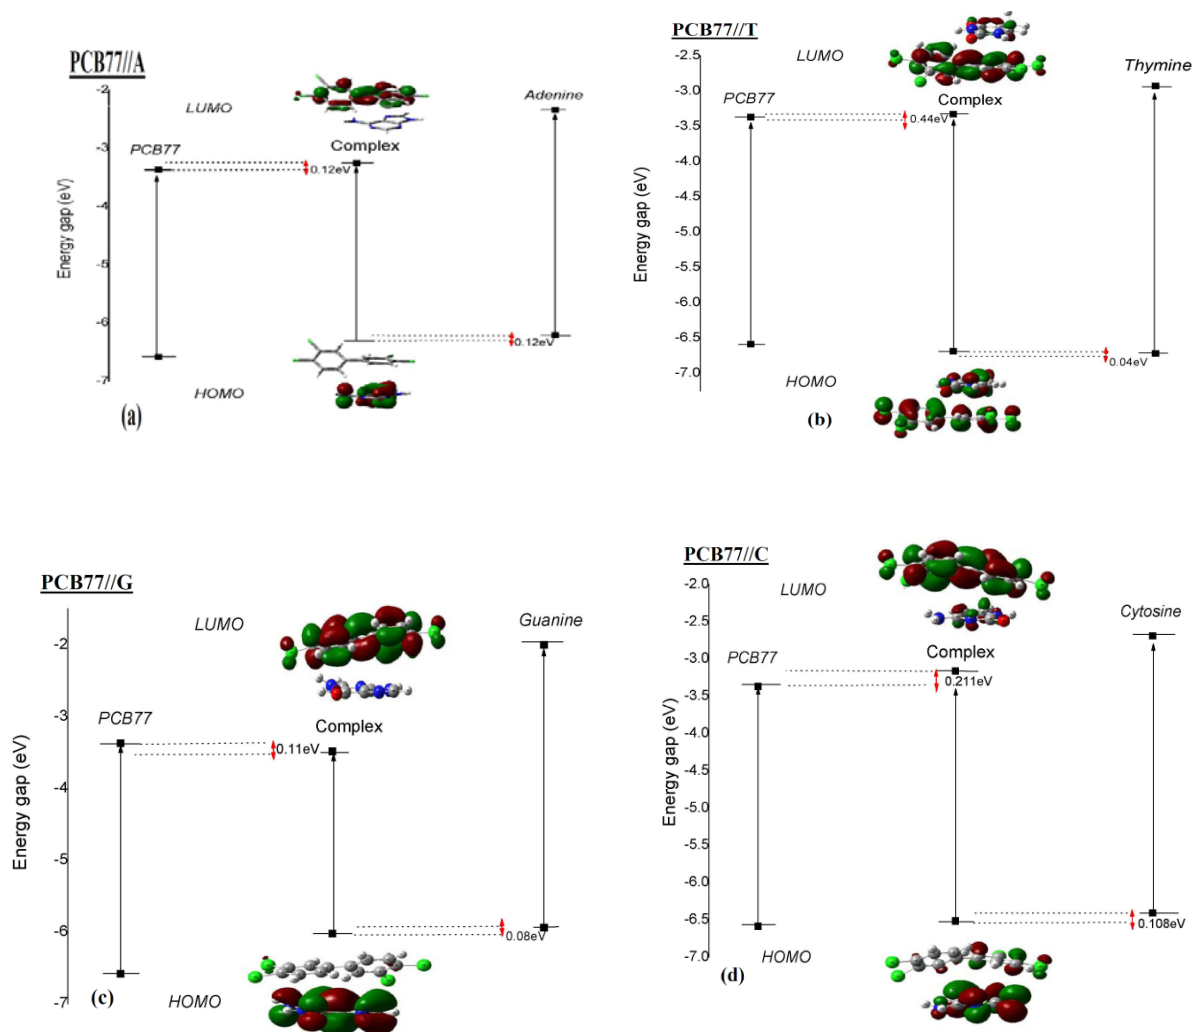 PCB77//A
Energy gap (eV)
-2
-3
-4
-5
-6
-7
LUMO
PCB77
0.12eV
Complex
Adenine
0.12eV
HOMO
(a)
PCB77//T
Energy gap (eV)
-2.5
-3.0
-3.5
-4.0
-4.5
-5.0
-5.5
-6.0
-6.5
-7.0
LUMO
PCB77
0.44eV
Complex
Thymine
0.04eV
HOMO
(b)
PCB77//G
Energy gap (eV)
-2
-3
-4
-5
-6
-7
LUMO
PCB77
0.11eV
Complex
Guanine
0.08eV
HOMO
(c)
PCB77//C
Energy gap (eV)
-2.0
-2.5
-3.0
-3.5
-4.0
-4.5
-5.0
-5.5
-6.0
-6.5
-7.0
LUMO
PCB77
0.211eV
Complex
Cytosine
0.108eV
HOMO
(d)